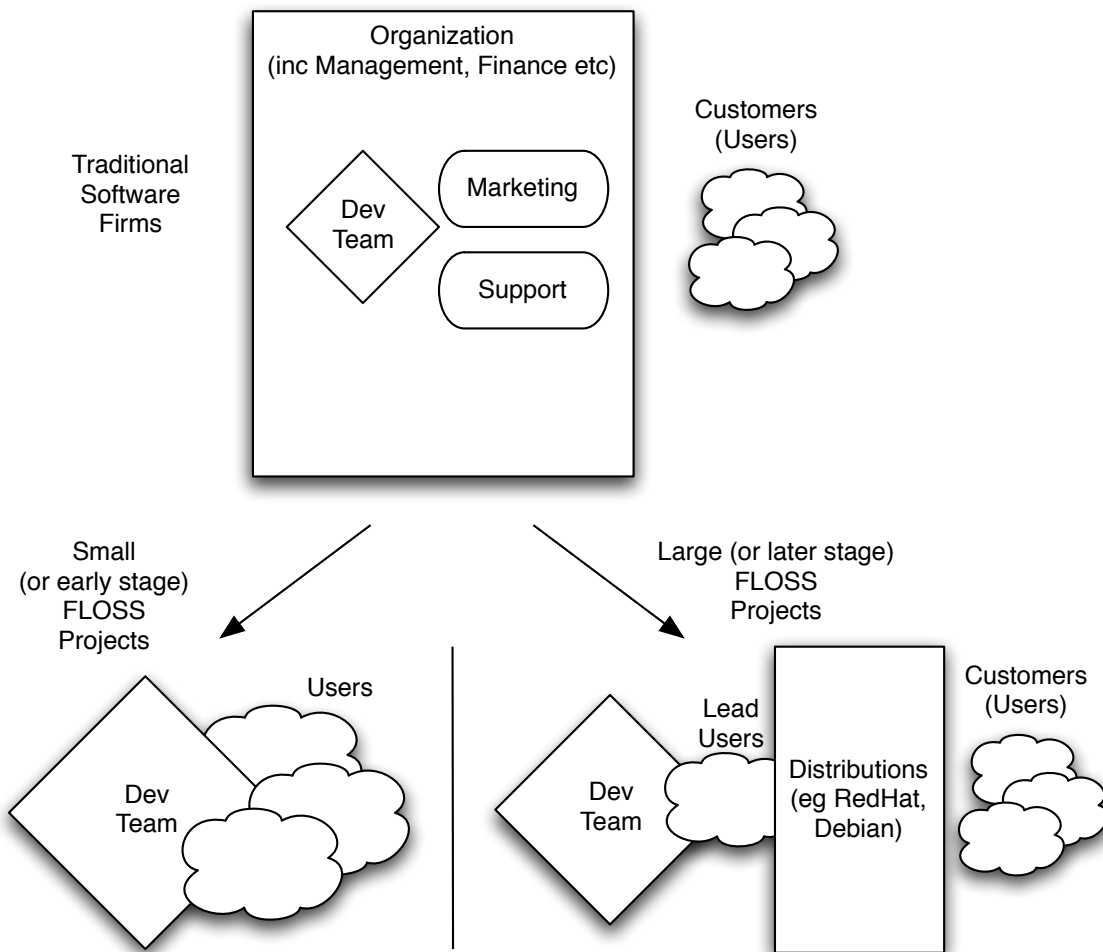 Organization
(inc Management, Finance etc)
Customers
(Users)
Traditional
Software
Firms
Dev
Team
Marketing
Support
Small
(or early stage)
FLOSS
Projects
Large (or later stage)
FLOSS
Projects
Users
Dev
Team
Lead
Users
Dev
Team
Distributions
(eg RedHat,
Debian)
Customers
(Users)